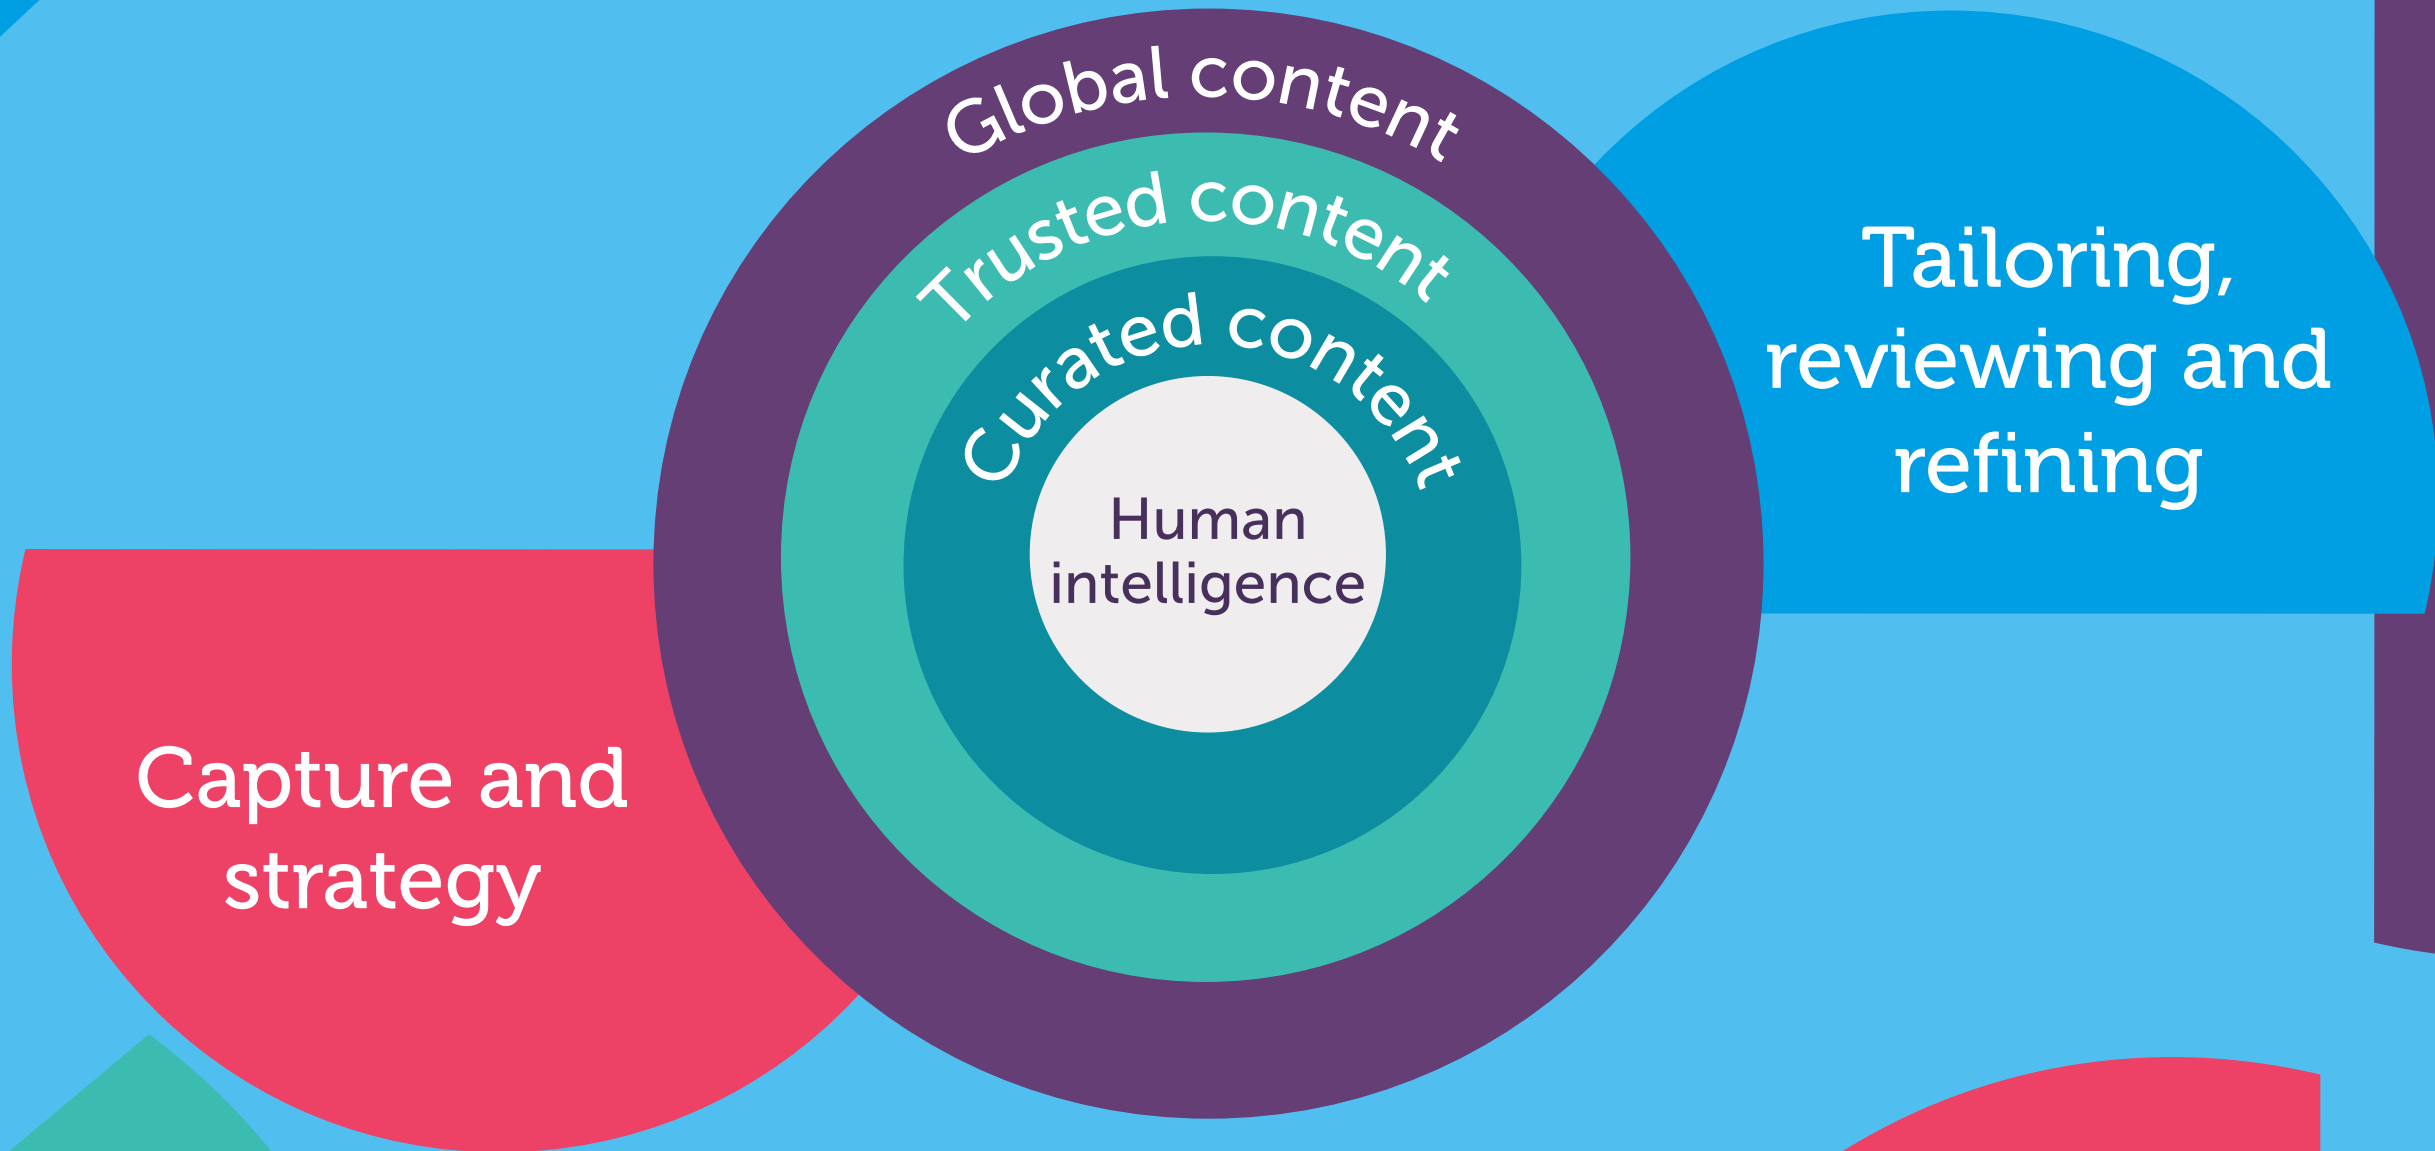 Global content
Trusted content
Curated content
Human
intelligence
Tailoring,
reviewing and
refining
Capture and
strategy